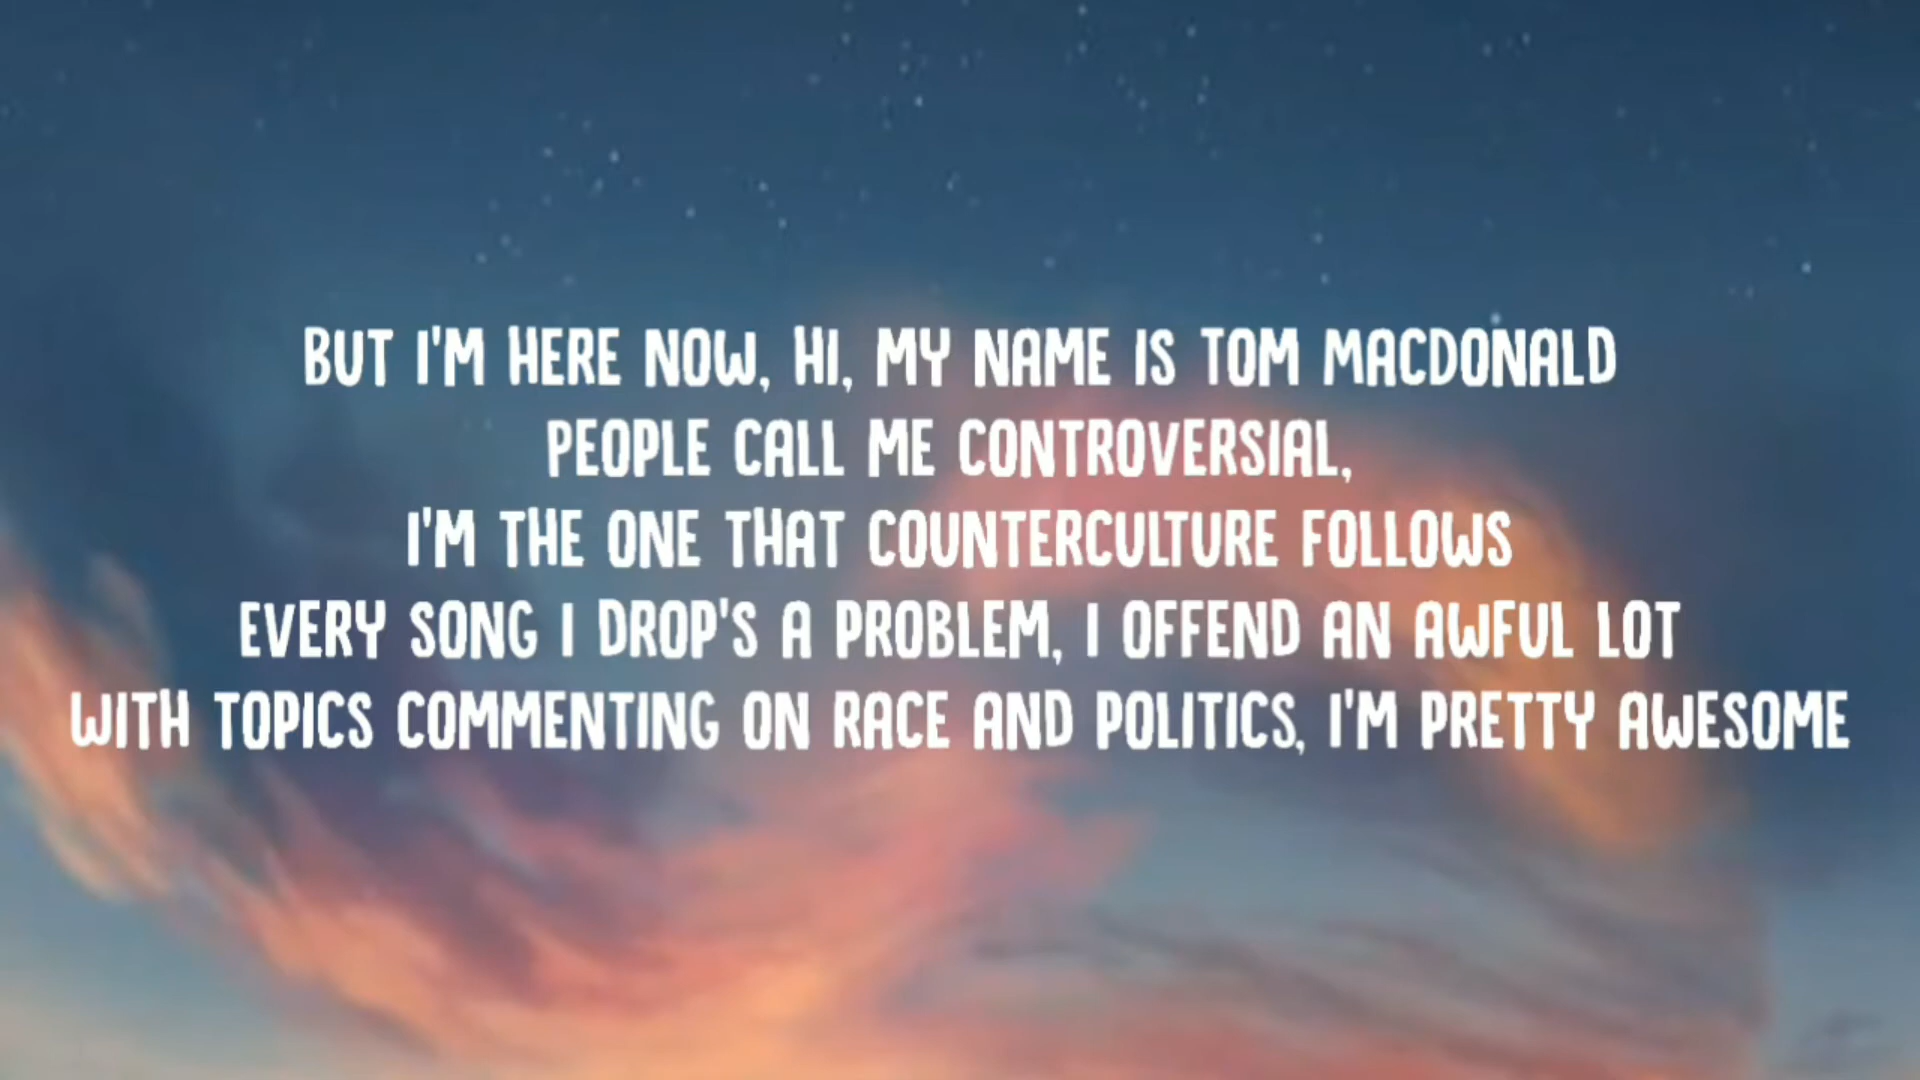 BUT I'M HERE NOW, HI, MY NAME IS TOM MACDONALD
PEOPLE CALL ME CONTROVERSIAL,
I'M THE ONE THAT COUNTERCULTURE FOLLOWS
EVERY SONG I DROP'S A PROBLEM, I OFFEND AN AWFUL LOT
WITH TOPICS COMMENTING ON RACE AND POLITICS, I'M PRETTY AWESOME